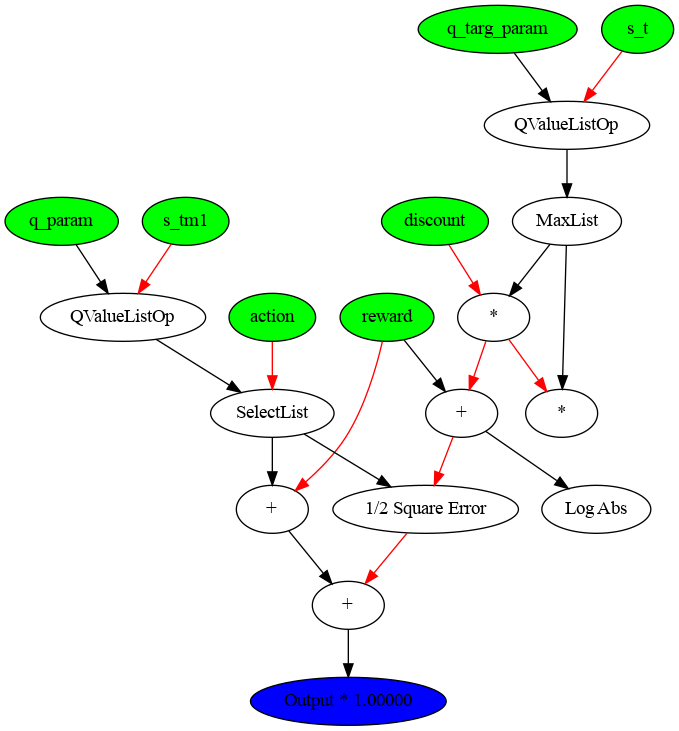 q_targ_param
s_t
QValueListOp
q_param
s_tm1
discount
MaxList
QValueListOp
action
reward
*
SelectList
+
*
+
1/2 Square Error
Log Abs
+
Output * 1.00000